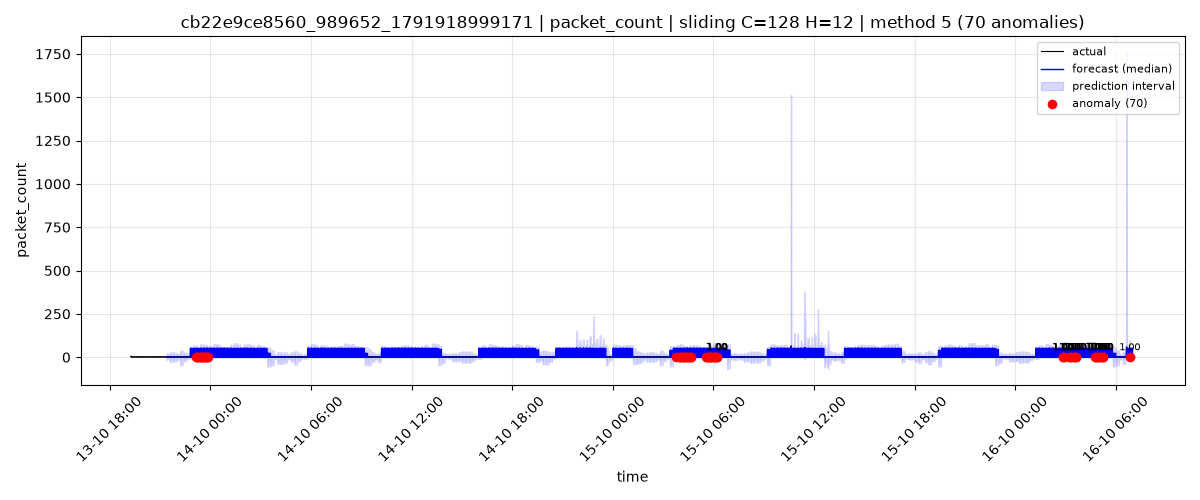 cb22e9ce8560_989652_1791918999171 | packet_count | sliding C=128 H=12 | method 5 (70 anomalies)
actual
forecast (median)
prediction interval
anomaly (70)
1750
1500
1250
1000
750
500
250
0
packet_count
1.00
13-10 18:00
14-10 00:00
14-10 06:00
14-10 12:00
14-10 18:00
15-10 00:00
15-10 06:00
15-10 12:00
15-10 18:00
16-10 00:00
16-10 06:00
time